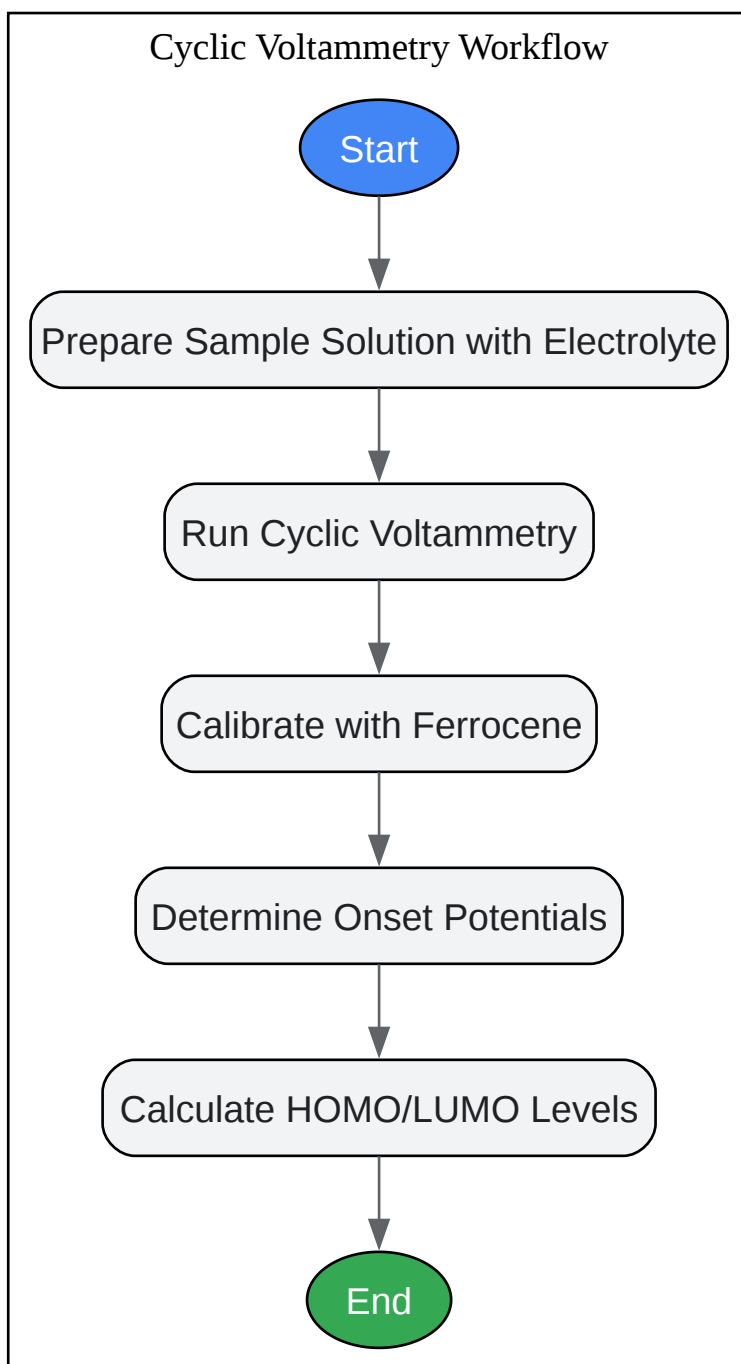 Cyclic Voltammetry Workflow
Start
Prepare Sample Solution with Electrolyte
Run Cyclic Voltammetry
Calibrate with Ferrocene
Determine Onset Potentials
Calculate HOMO/LUMO Levels
End